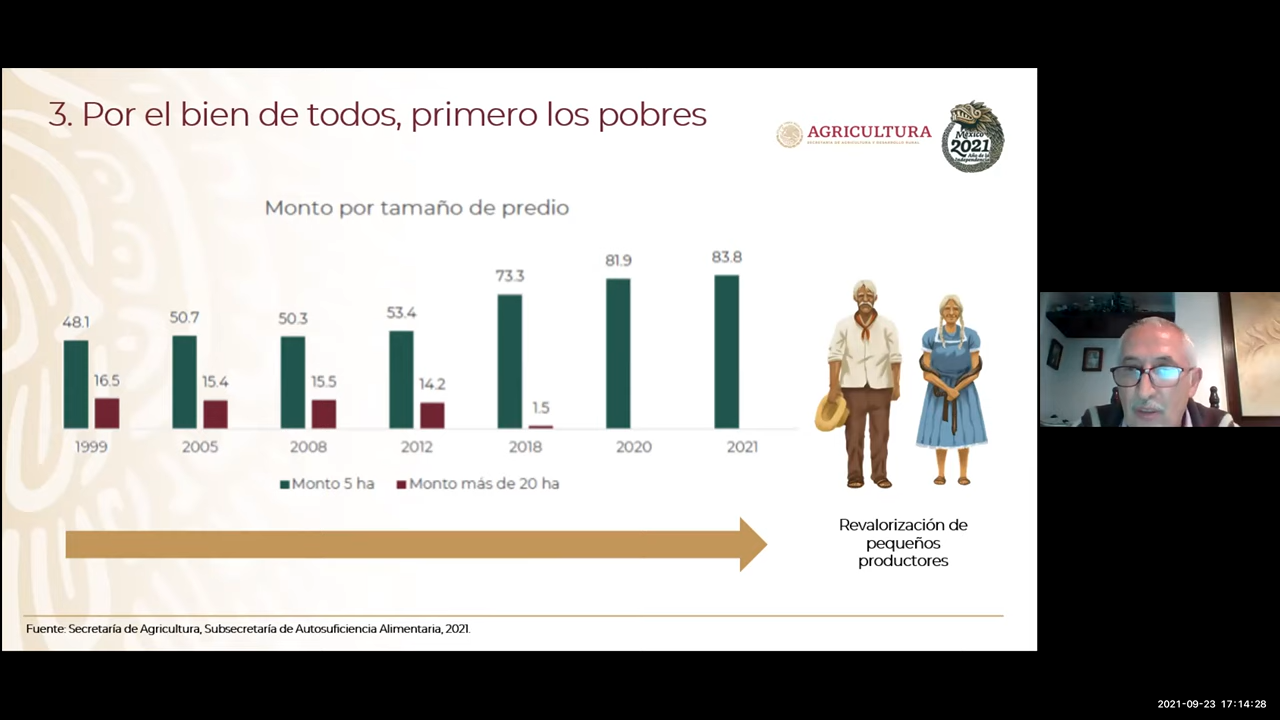 3. Por el bien de todos, primero los pobres
AGRICULTURA
SECRETARÍA DE AGRICULTURA Y DESARROLLO RURAL
México
2021
Año de la
Independencia
Monto por tamaño de predio
48.1
16.5
50.7
15.4
50.3
15.5
53.4
14.2
73.3
1.5
81.9
83.8
1999
2005
2008
2012
2018
2020
2021
Monto 5 ha
Monto más de 20 ha
Revalorización de
pequeños
productores
Fuente: Secretaría de Agricultura, Subsecretaría de Autosuficiencia Alimentaria, 2021.
2021-09-23 17:14:28